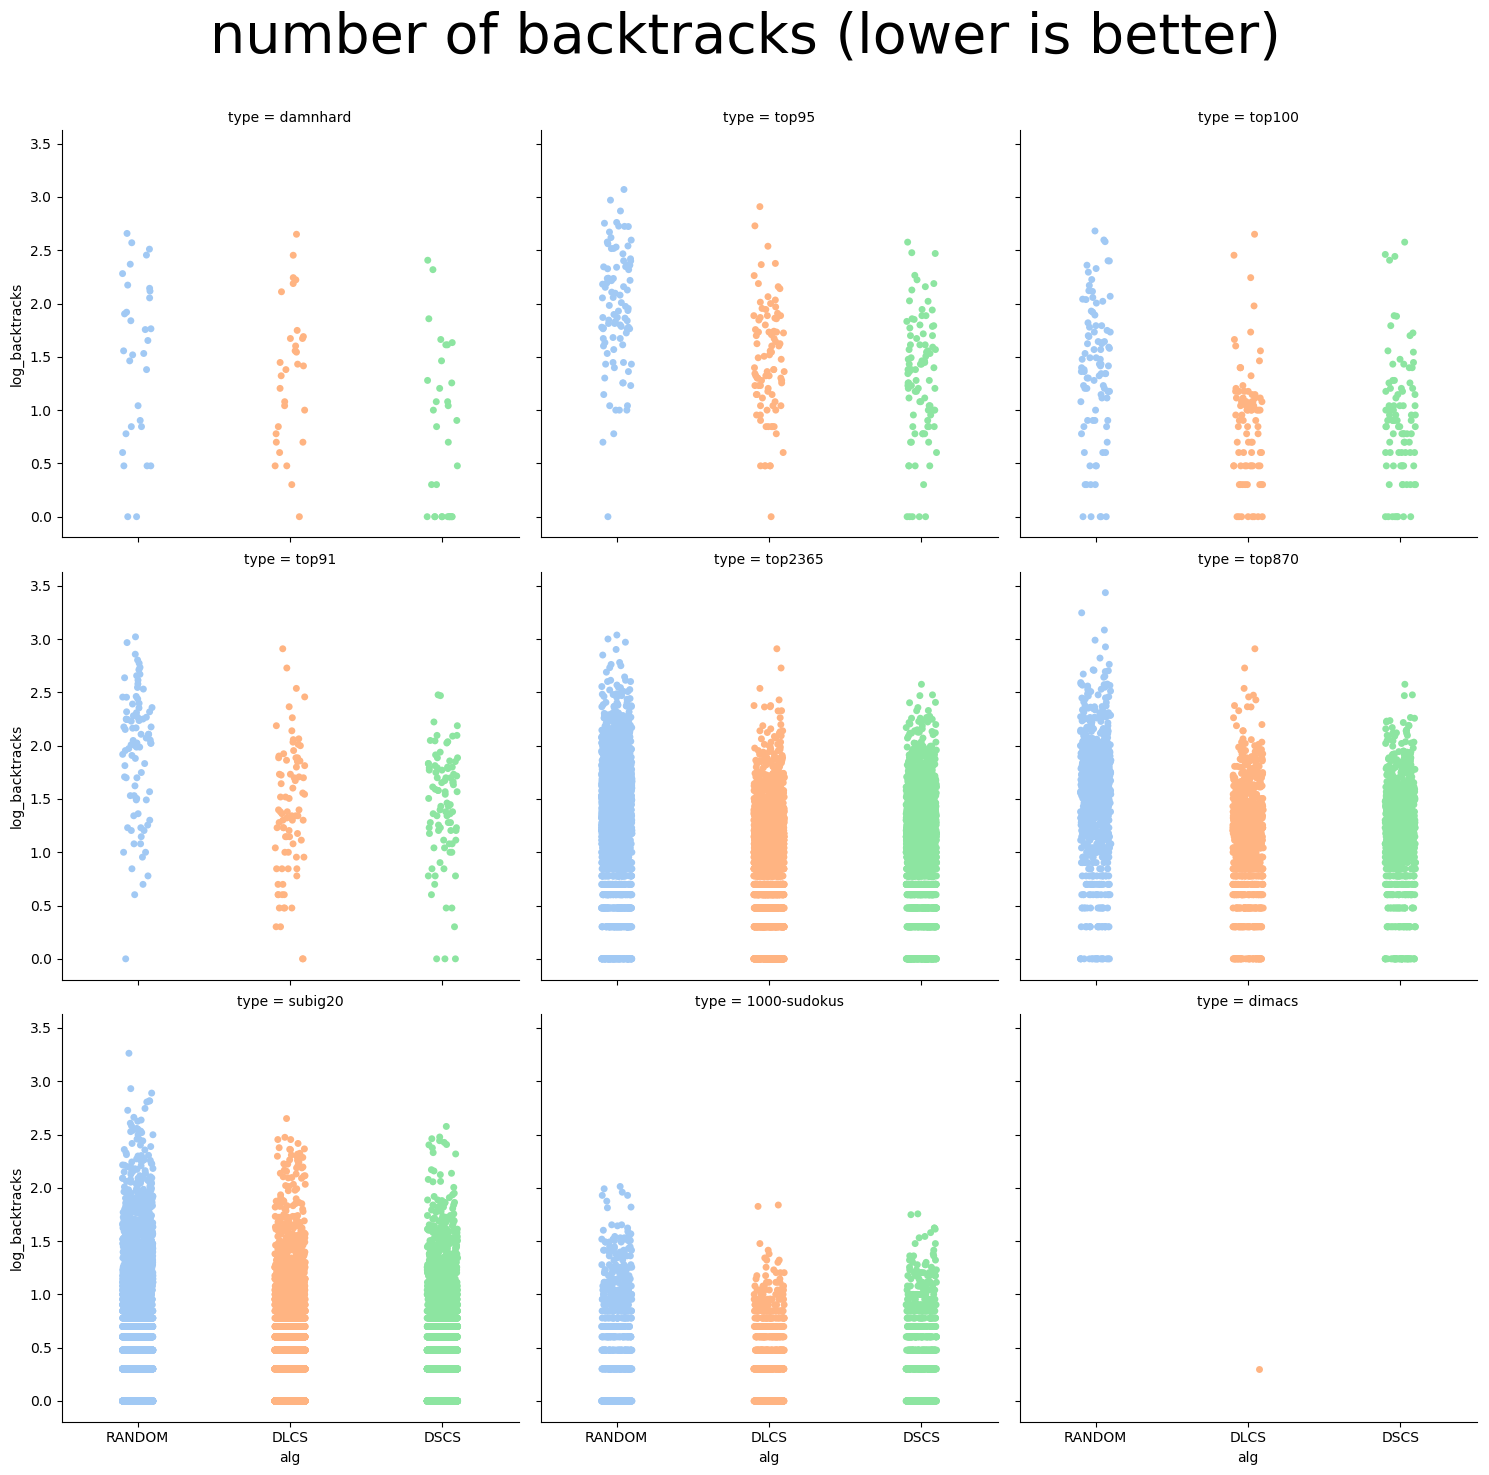 number of backtracks (lower is better)
type = damnhard
type = top95
type = top100
3.5
3.0
2.5
2.0
1.5
1.0
0.5
0.0
log_backtracks
type = top91
type = top2365
type = top870
3.5
3.0
2.5
2.0
1.5
1.0
0.5
0.0
log_backtracks
type = subig20
type = 1000-sudokus
type = dimacs
3.5
3.0
2.5
2.0
1.5
1.0
0.5
0.0
log_backtracks
RANDOM DLCS DSCS
alg
RANDOM DLCS DSCS
alg
RANDOM DLCS DSCS
alg